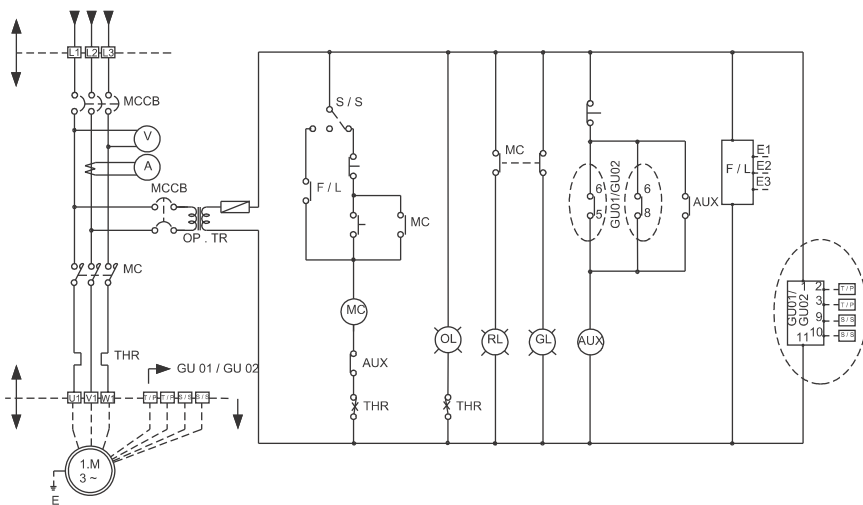 L1 L2 L3
MCCB
V
A
MCCB
OP . TR
MC
THR
GU 01 / GU 02
U1 V1 W1 T / P T / P S / S S / S
1.M
3 ~
E
S / S
F / L
MC
MC
AUX
THR
OL
THR
MC
RL
GL
6
5
GU01/GU02
6
8
AUX
AUX
F / L
E1
E2
E3
GU01/
GU02
1
2
3
9
10
11
T / P
T / P
S / S
S / S